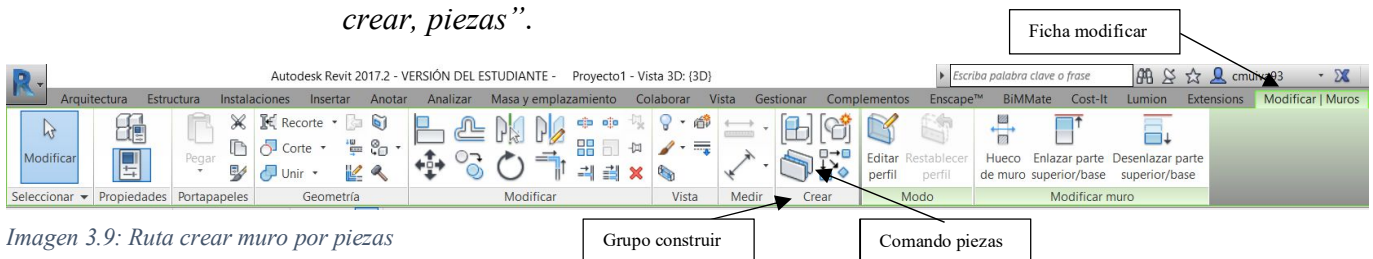 crear, piezas”.
Ficha modificar
Autodesk Revit 2017.2 - VERSIÓN DEL ESTUDIANTE - Proyecto1 - Vista 3D: {3D}
Escriba palabra clave o frase
Arquitectura Estructura Instalaciones Insertar Anotar Analizar Masa y emplazamiento Colaborar Vista Gestionar Complementos Enscape™ BiMMate Cost-It Lumion Extensions Modificar | Muros
Modificar
Pegar
Recorte
Corte
Unir
Editar perfil
Restablecer perfil
Hueco de muro
Enlazar parte superior/base
Desenlazar parte superior/base
Seleccionar Propiedades Portapapeles Geometría Modificar Vista Medir Crear Modo Modificar muro
Imagen 3.9: Ruta crear muro por piezas
Grupo construir
Comando piezas